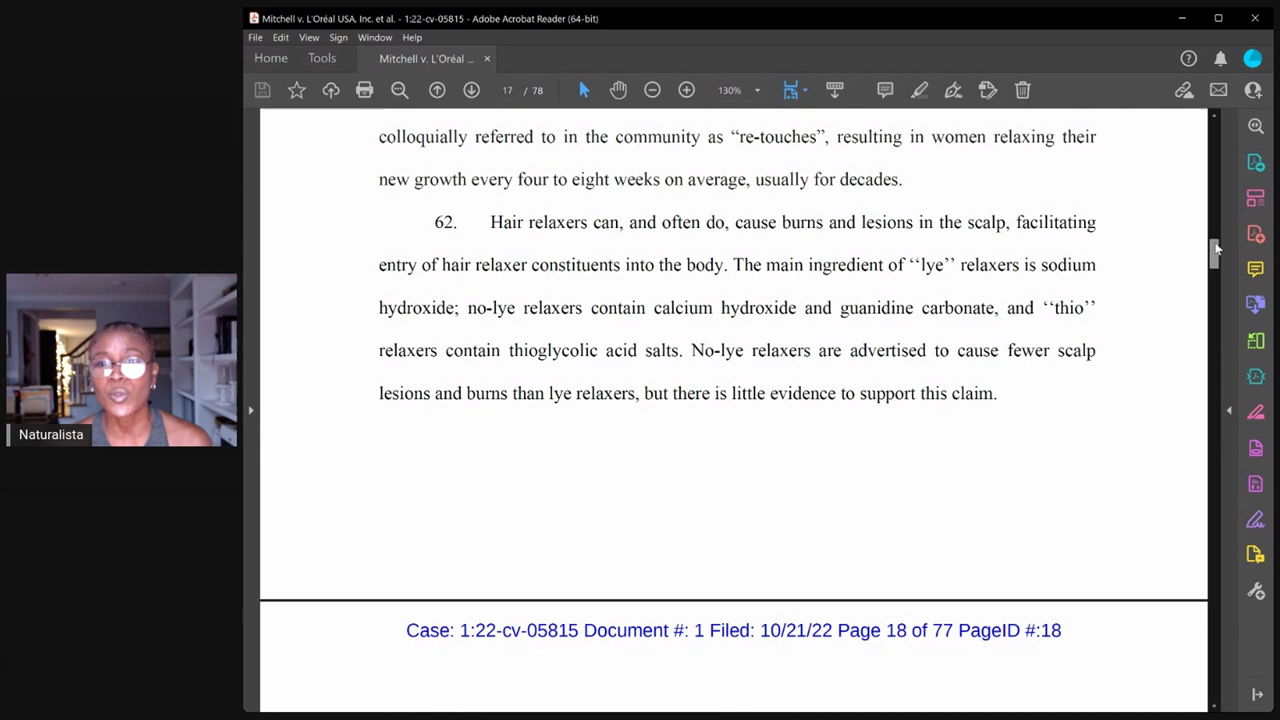 Mitchell v. L'Oréal USA, Inc. et al. - 1:22-cv-05815 - Adobe Acrobat Reader (64-bit)
File Edit View Sign Window Help
Home Tools Mitchell v. L'Oréal ... ×
17 / 78 130%
colloquially referred to in the community as “re-touches”, resulting in women relaxing their
new growth every four to eight weeks on average, usually for decades.
62. Hair relaxers can, and often do, cause burns and lesions in the scalp, facilitating
entry of hair relaxer constituents into the body. The main ingredient of ‘‘lye’’ relaxers is sodium
hydroxide; no-lye relaxers contain calcium hydroxide and guanidine carbonate, and ‘‘thio’’
relaxers contain thioglycolic acid salts. No-lye relaxers are advertised to cause fewer scalp
lesions and burns than lye relaxers, but there is little evidence to support this claim.
Naturalista
Case: 1:22-cv-05815 Document #: 1 Filed: 10/21/22 Page 18 of 77 PageID #:18